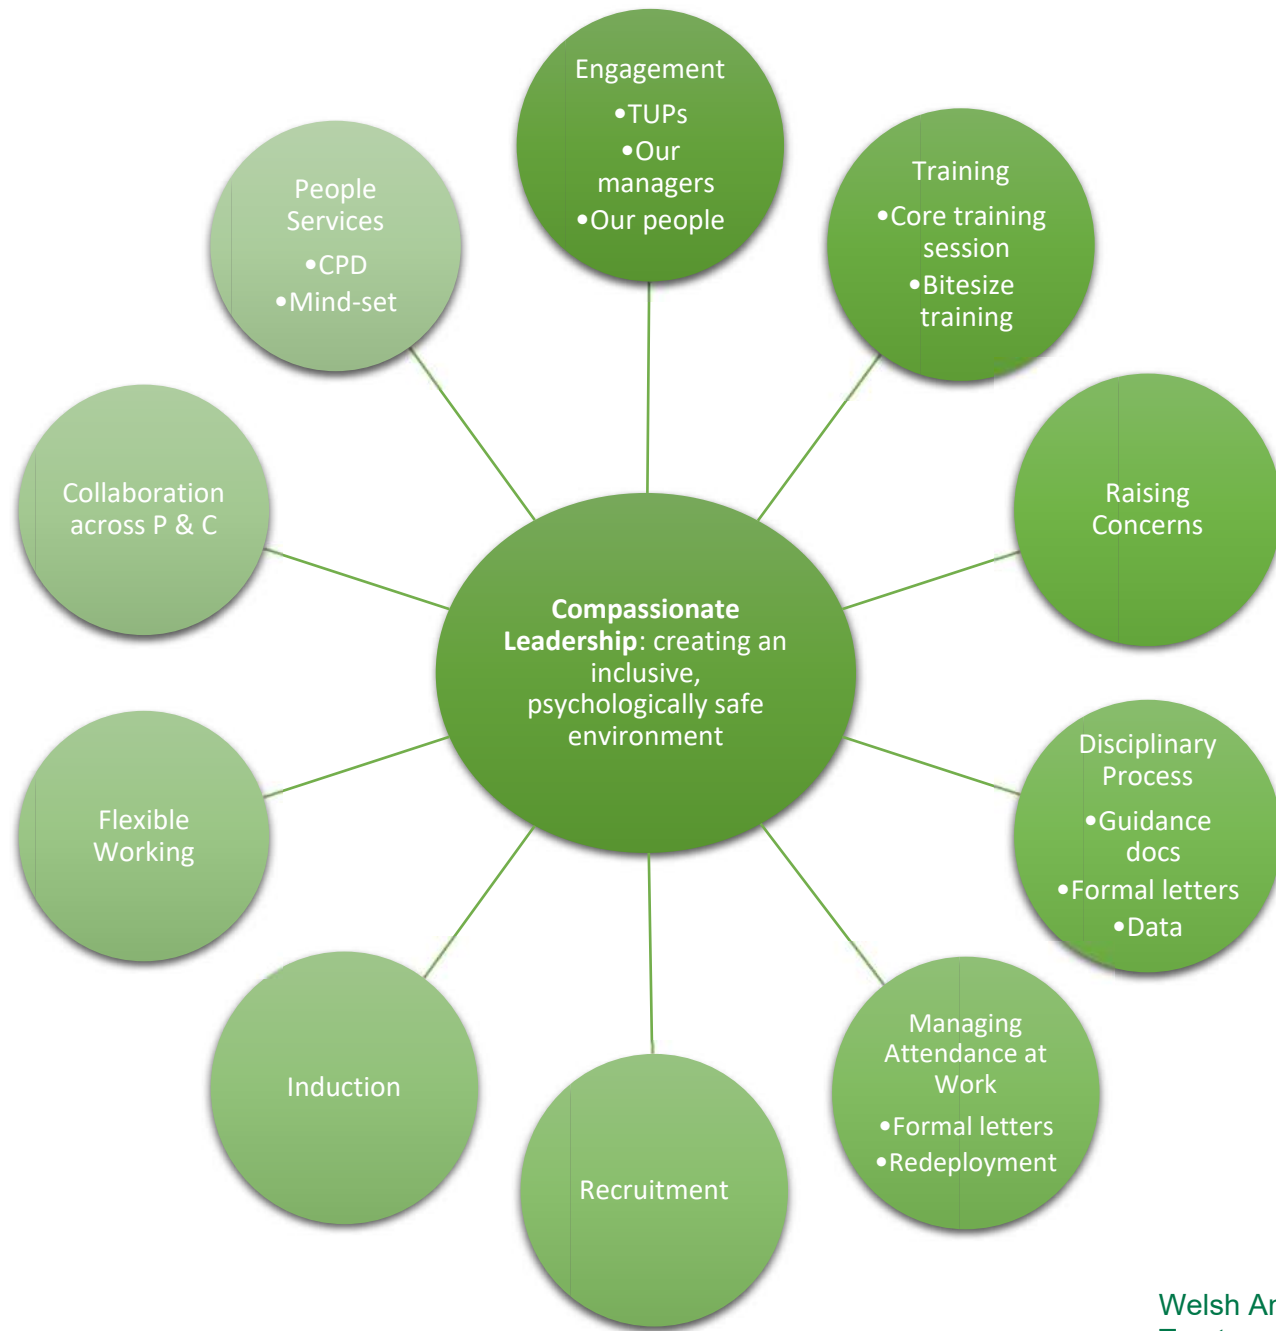 Engagement
•TUPs
•Our
managers
•Our people
Training
•Core training
session
•Bitesize
training
Raising
Concerns
Disciplinary
Process
•Guidance
docs
•Formal letters
•Data
Managing
Attendance at
Work
•Formal letters
•Redeployment
Recruitment
Induction
Flexible
Working
Collaboration
across P & C
People
Services
•CPD
•Mind-set
Compassionate
Leadership: creating an
inclusive,
psychologically safe
environment
Welsh